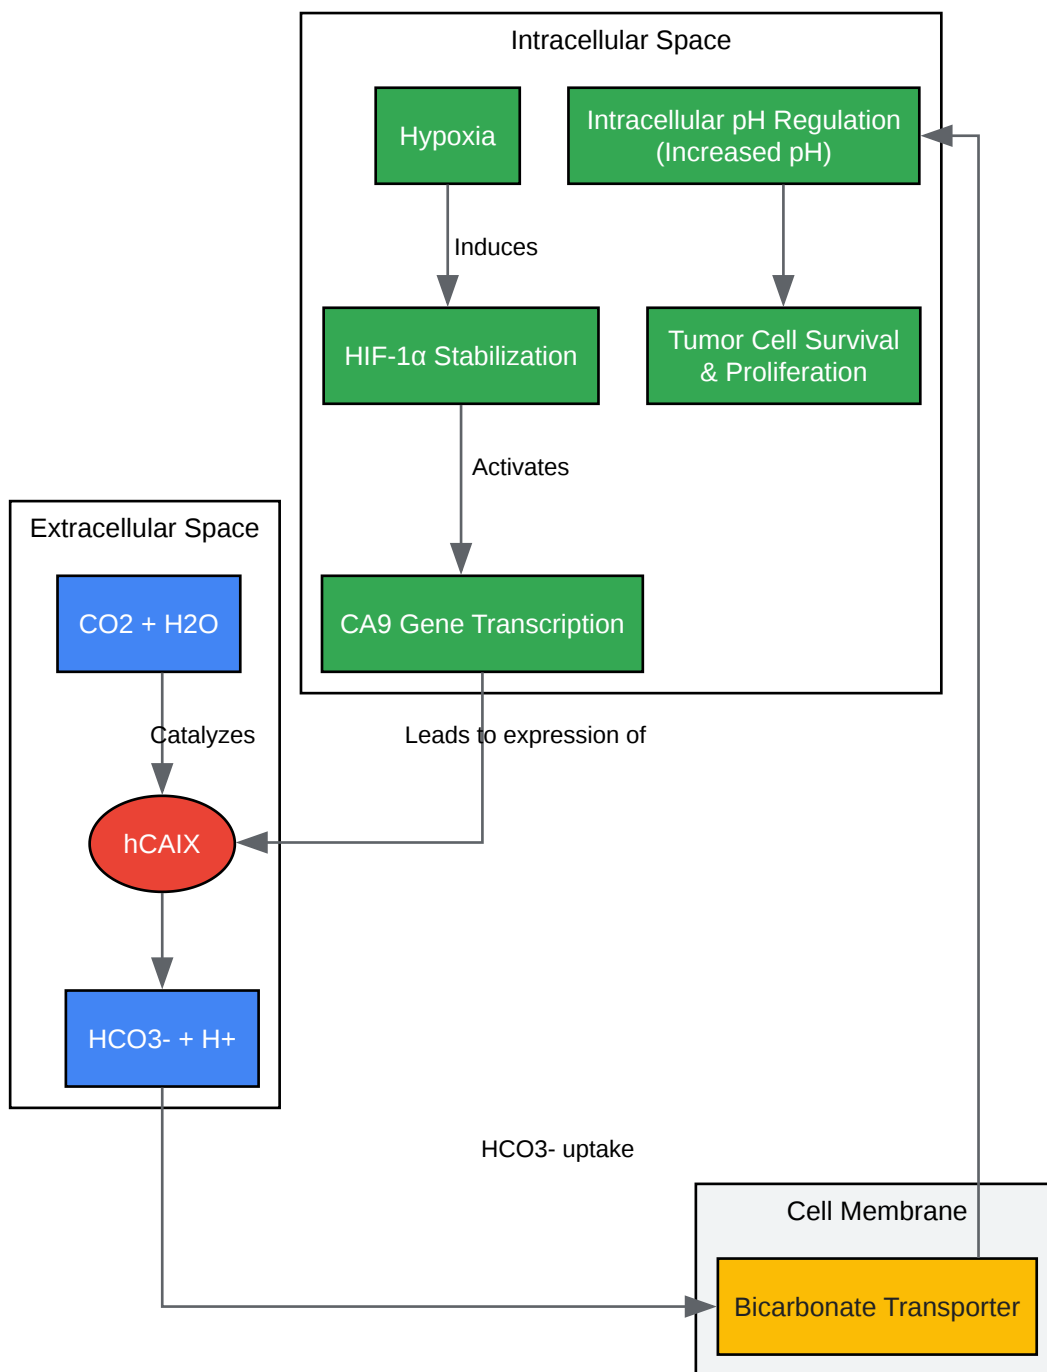 Intracellular Space
Hypoxia
Intracellular pH Regulation
(Increased pH)
Induces
HIF-1α Stabilization
Tumor Cell Survival
& Proliferation
Activates
Extracellular Space
CO2 + H2O
CA9 Gene Transcription
Catalyzes
Leads to expression of
hCAIX
HCO3- + H+
HCO3- uptake
Cell Membrane
Bicarbonate Transporter